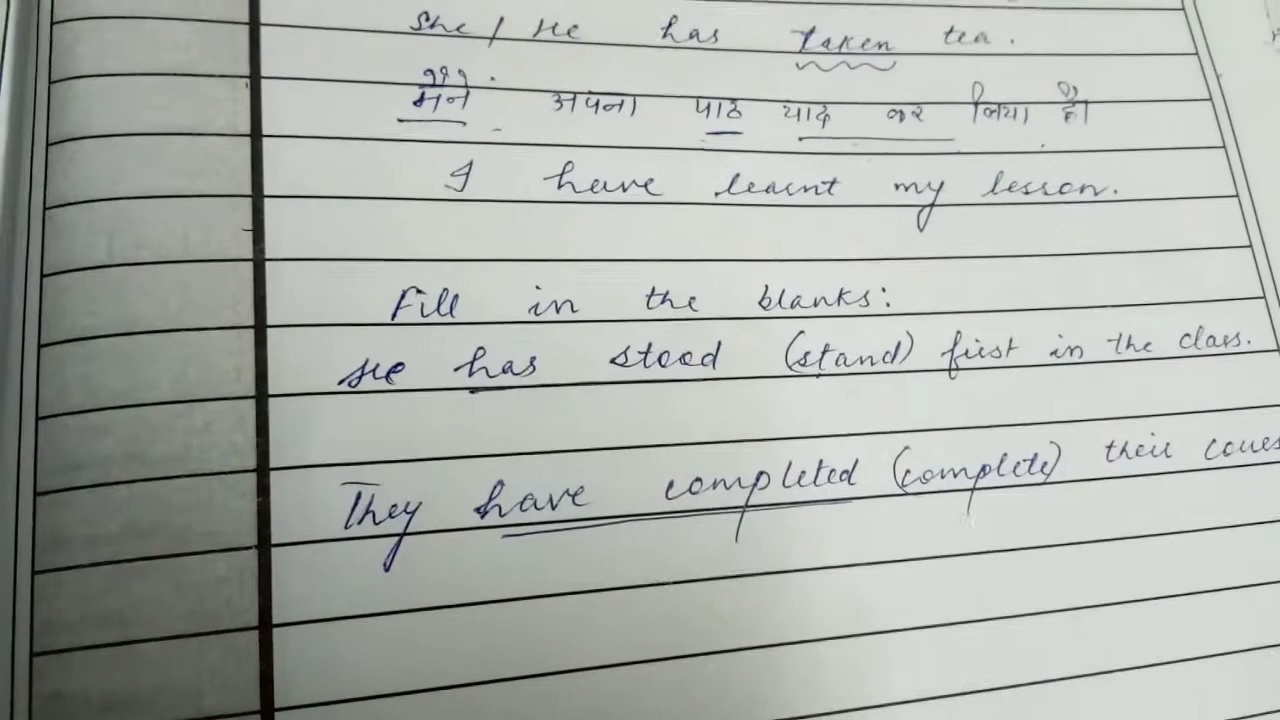 She / He has taken tea.
मैंने अपना पाठ याद कर लिया है।
I have learnt my lesson.
Fill in the blanks:
He has stood (stand) first in the class.
They have completed (complete) their